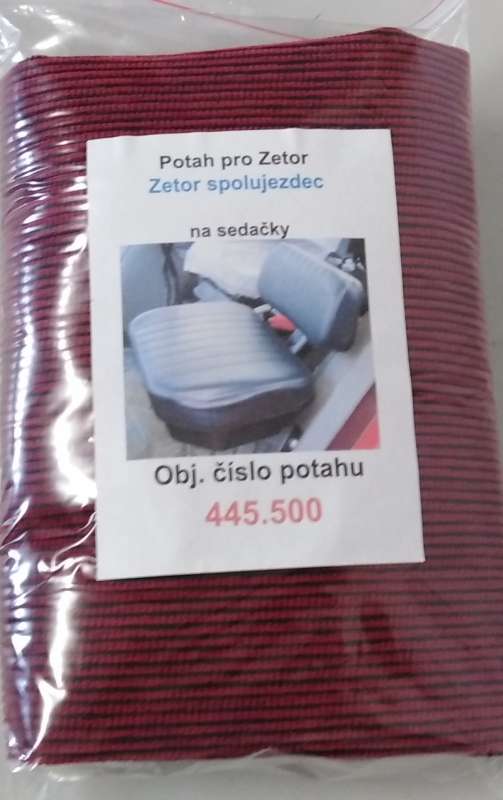 Potah pro Zetor
Zetor spolujezdec
na sedačky
Obj. číslo potahu
445.500